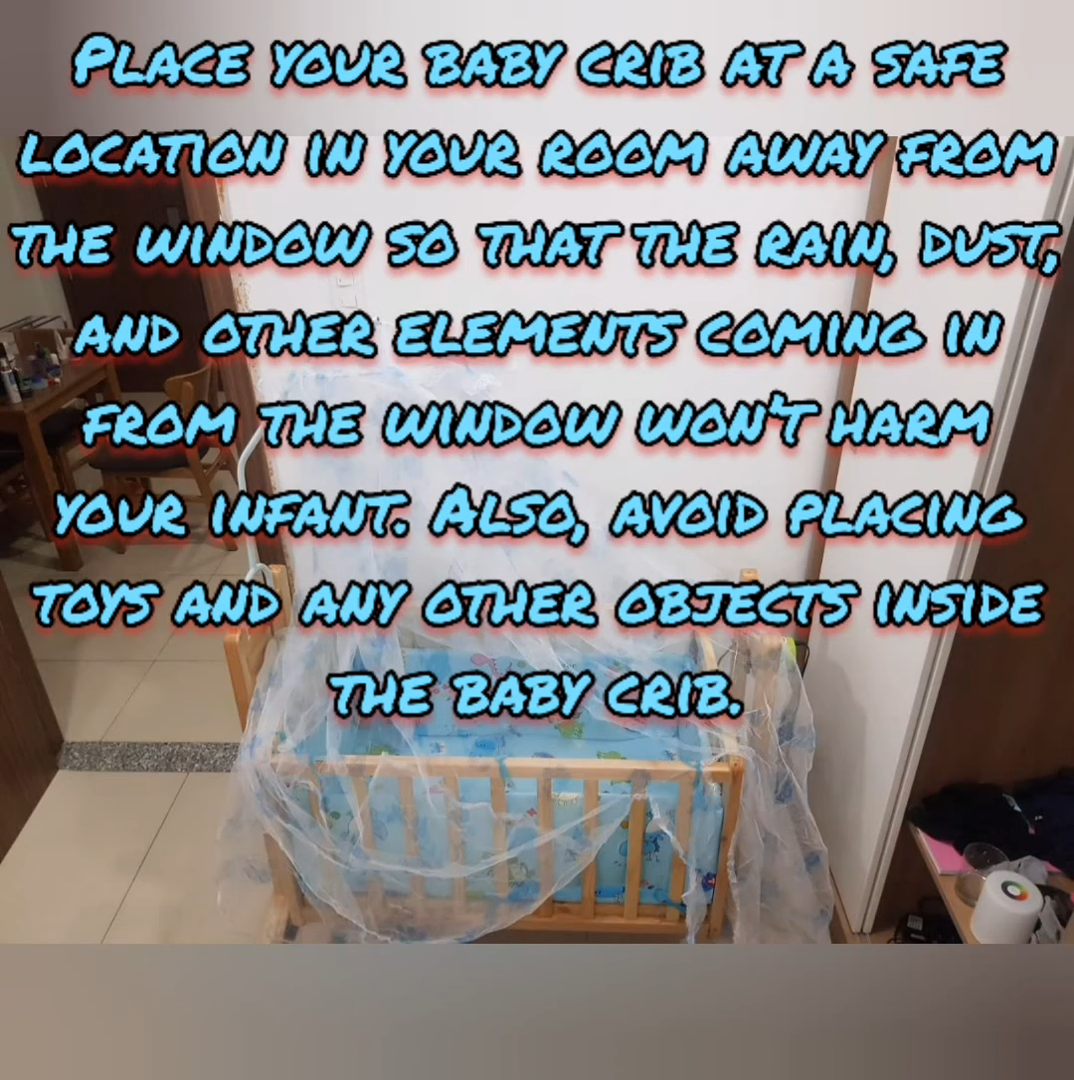 Place your baby crib at a safe
location in your room away from
the window so that the rain, dust,
and other elements coming in
from the window won't harm
your infant. Also, avoid placing
toys and any other objects inside
the baby crib.